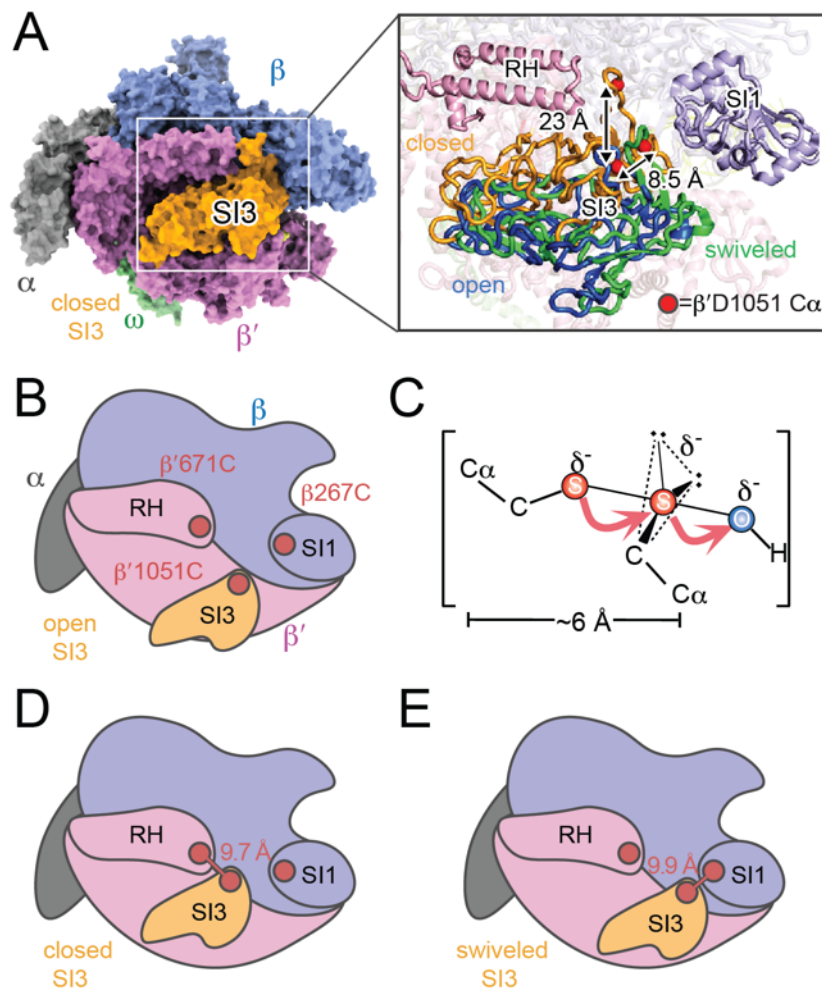 A
β
SI3
α
closed
SI3
ω
β′
RH
SI1
closed
23 Å
8.5 Å
SI3
swiveled
open
=β′D1051 Cα
B
β
α
β′671C
β267C
RH
SI1
β′1051C
SI3
open
SI3
β′
C
δ-
Cα
δ-
δ-
S
S
O
C
H
C
Cα
~6 Å
D
RH
9.7 Å
SI1
SI3
closed
SI3
E
RH
9.9 Å
SI1
SI3
swiveled
SI3